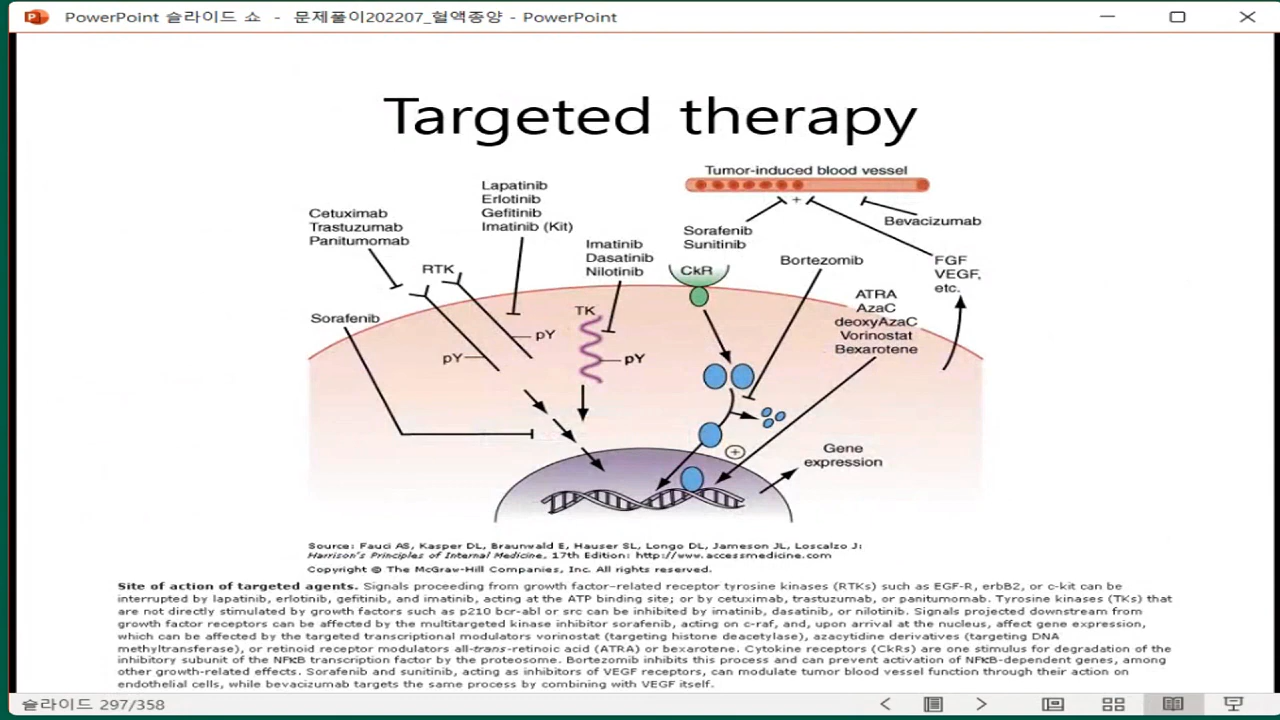 PowerPoint 슬라이드 쇼 - 문제풀이202207_혈액종양 - PowerPoint
Targeted therapy
Tumor-induced blood vessel
Lapatinib
Erlotinib
Gefitinib
Imatinib (Kit)
Cetuximab
Trastuzumab
Panitumomab
RTK
Imatinib
Dasatinib
Nilotinib
Sorafenib
Sunitinib
+
Bevacizumab
CkR
Bortezomib
FGF
VEGF,
etc.
ATRA
AzaC
deoxyAzaC
Vorinostat
Bexarotene
Sorafenib
TK
pY
pY
pY
+
Gene
expression
Source: Fauci AS, Kasper DL, Braunwald E, Hauser SL, Longo DL, Jameson JL, Loscalzo J:
Harrison's Principles of Internal Medicine, 17th Edition: http://www.accessmedicine.com
Copyright © The McGraw-Hill Companies, Inc. All rights reserved.
Site of action of targeted agents. Signals proceeding from growth factor-related receptor tyrosine kinases (RTKs) such as EGF-R, erbB2, or c-kit can be
interrupted by lapatinib, erlotinib, gefitinib, and imatinib, acting at the ATP binding site; or by cetuximab, trastuzumab, or panitumomab. Tyrosine kinases (TKs) that
are not directly stimulated by growth factors such as p210 bcr-abl or src can be inhibited by imatinib, dasatinib, or nilotinib. Signals projected downstream from
growth factor receptors can be affected by the multitargeted kinase inhibitor sorafenib, acting on c-raf, and, upon arrival at the nucleus, affect gene expression,
which can be affected by the targeted transcriptional modulators vorinostat (targeting histone deacetylase), azacytidine derivatives (targeting DNA
methyltransferase), or retinoid receptor modulators all-trans-retinoic acid (ATRA) or bexarotene. Cytokine receptors (CkRs) are one stimulus for degradation of the
inhibitory subunit of the NFκB transcription factor by the proteosome. Bortezomib inhibits this process and can prevent activation of NFκB-dependent genes, among
other growth-related effects. Sorafenib and sunitinib, acting as inhibitors of VEGF receptors, can modulate tumor blood vessel function through their action on
endothelial cells, while bevacizumab targets the same process by combining with VEGF itself.
슬라이드 297/358